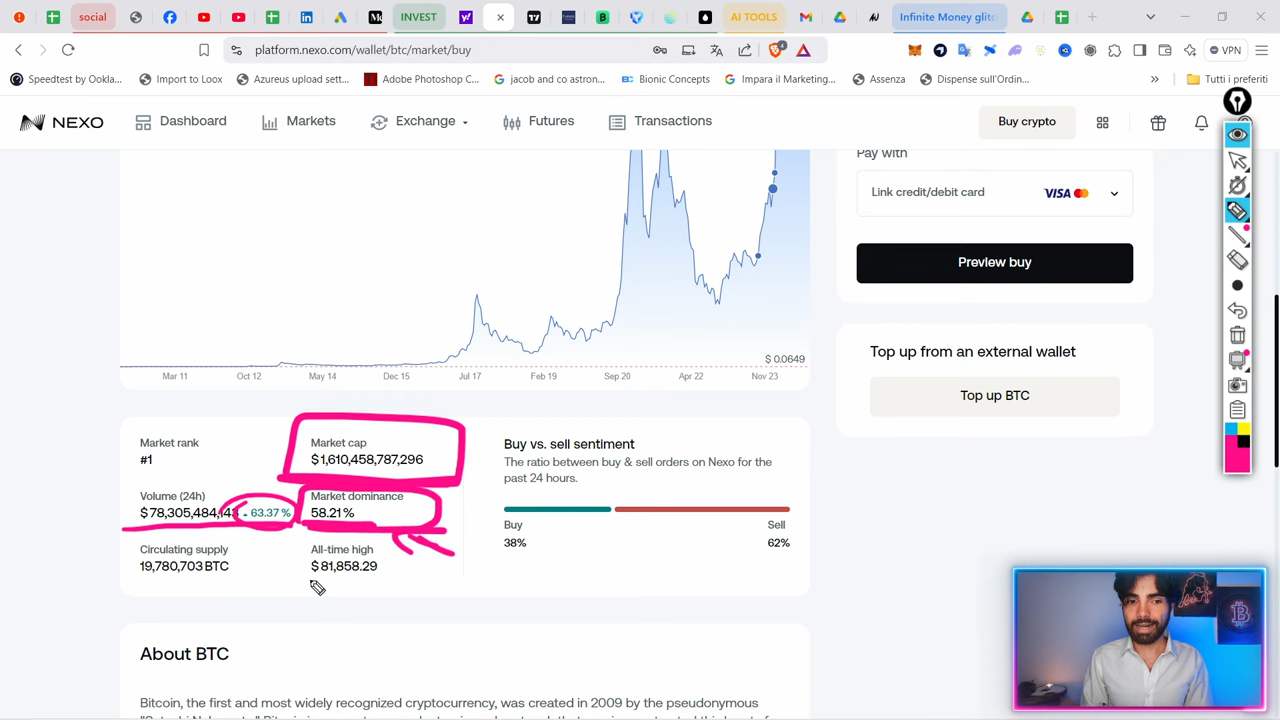 social
INVEST
AI TOOLS
Infinite Money glitc
platform.nexo.com/wallet/btc/market/buy
VPN
Speedtest by Ookla...
Import to Loox
Azureus upload sett...
Adobe Photoshop C...
jacob and co astron...
Bionic Concepts
Impara il Marketing...
Assenza
Dispense sull'Ordin...
Tutti i preferiti
NEXO
Dashboard
Markets
Exchange
Futures
Transactions
Buy crypto
Pay with
Link credit/debit card
VISA
Preview buy
$ 0.0649
Mar 11
Oct 12
May 14
Dec 15
Jul 17
Feb 19
Sep 20
Apr 22
Nov 23
Top up from an external wallet
Top up BTC
Market rank
#1
Market cap
$ 1,610,458,787,296
Volume (24h)
$ 78,305,484,143 63.37 %
Market dominance
58.21 %
Circulating supply
19,780,703 BTC
All-time high
$ 81,858.29
Buy vs. sell sentiment
The ratio between buy & sell orders on Nexo for the
past 24 hours.
Buy
38%
Sell
62%
About BTC
Bitcoin, the first and most widely recognized cryptocurrency, was created in 2009 by the pseudonymous